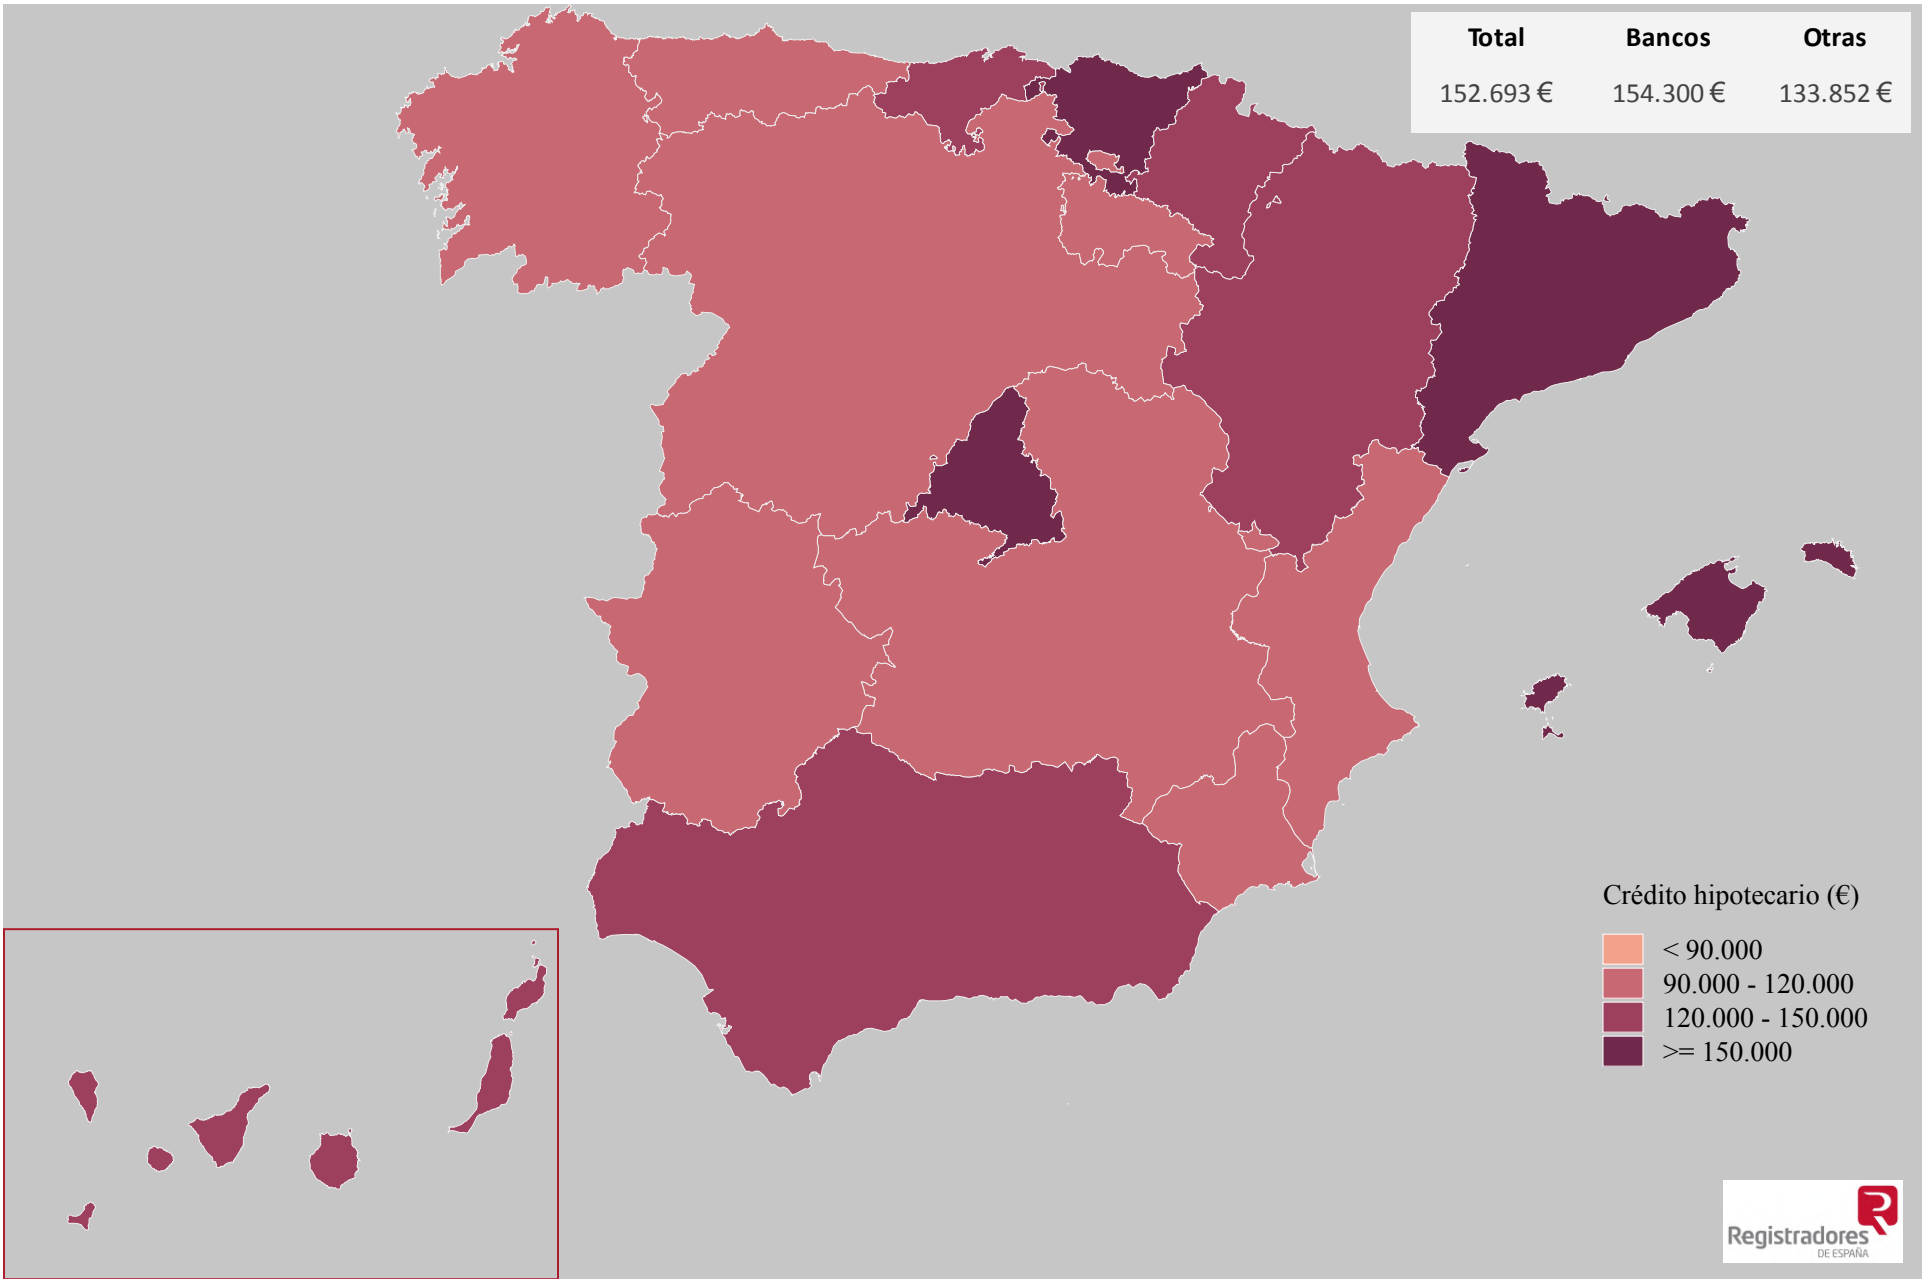 Total Bancos Otras
152.693 € 154.300 € 133.852 €
Crédito hipotecario (€)
< 90.000
90.000 - 120.000
120.000 - 150.000
>= 150.000
Registradores
DE ESPAÑA